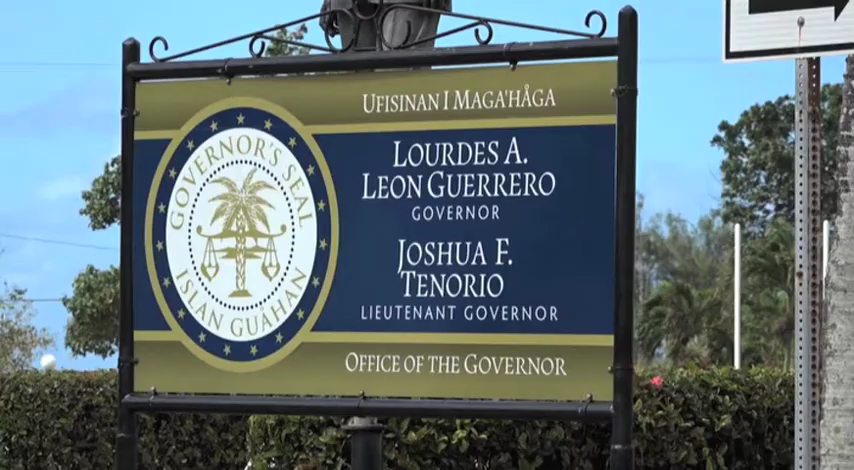 UFISINAN I MAGA'HÅGA
LOURDES A.
LEON GUERRERO
GOVERNOR
JOSHUA F.
TENORIO
LIEUTENANT GOVERNOR
OFFICE OF THE GOVERNOR
GOVERNOR'S SEAL
ISLAN GUÅHAN